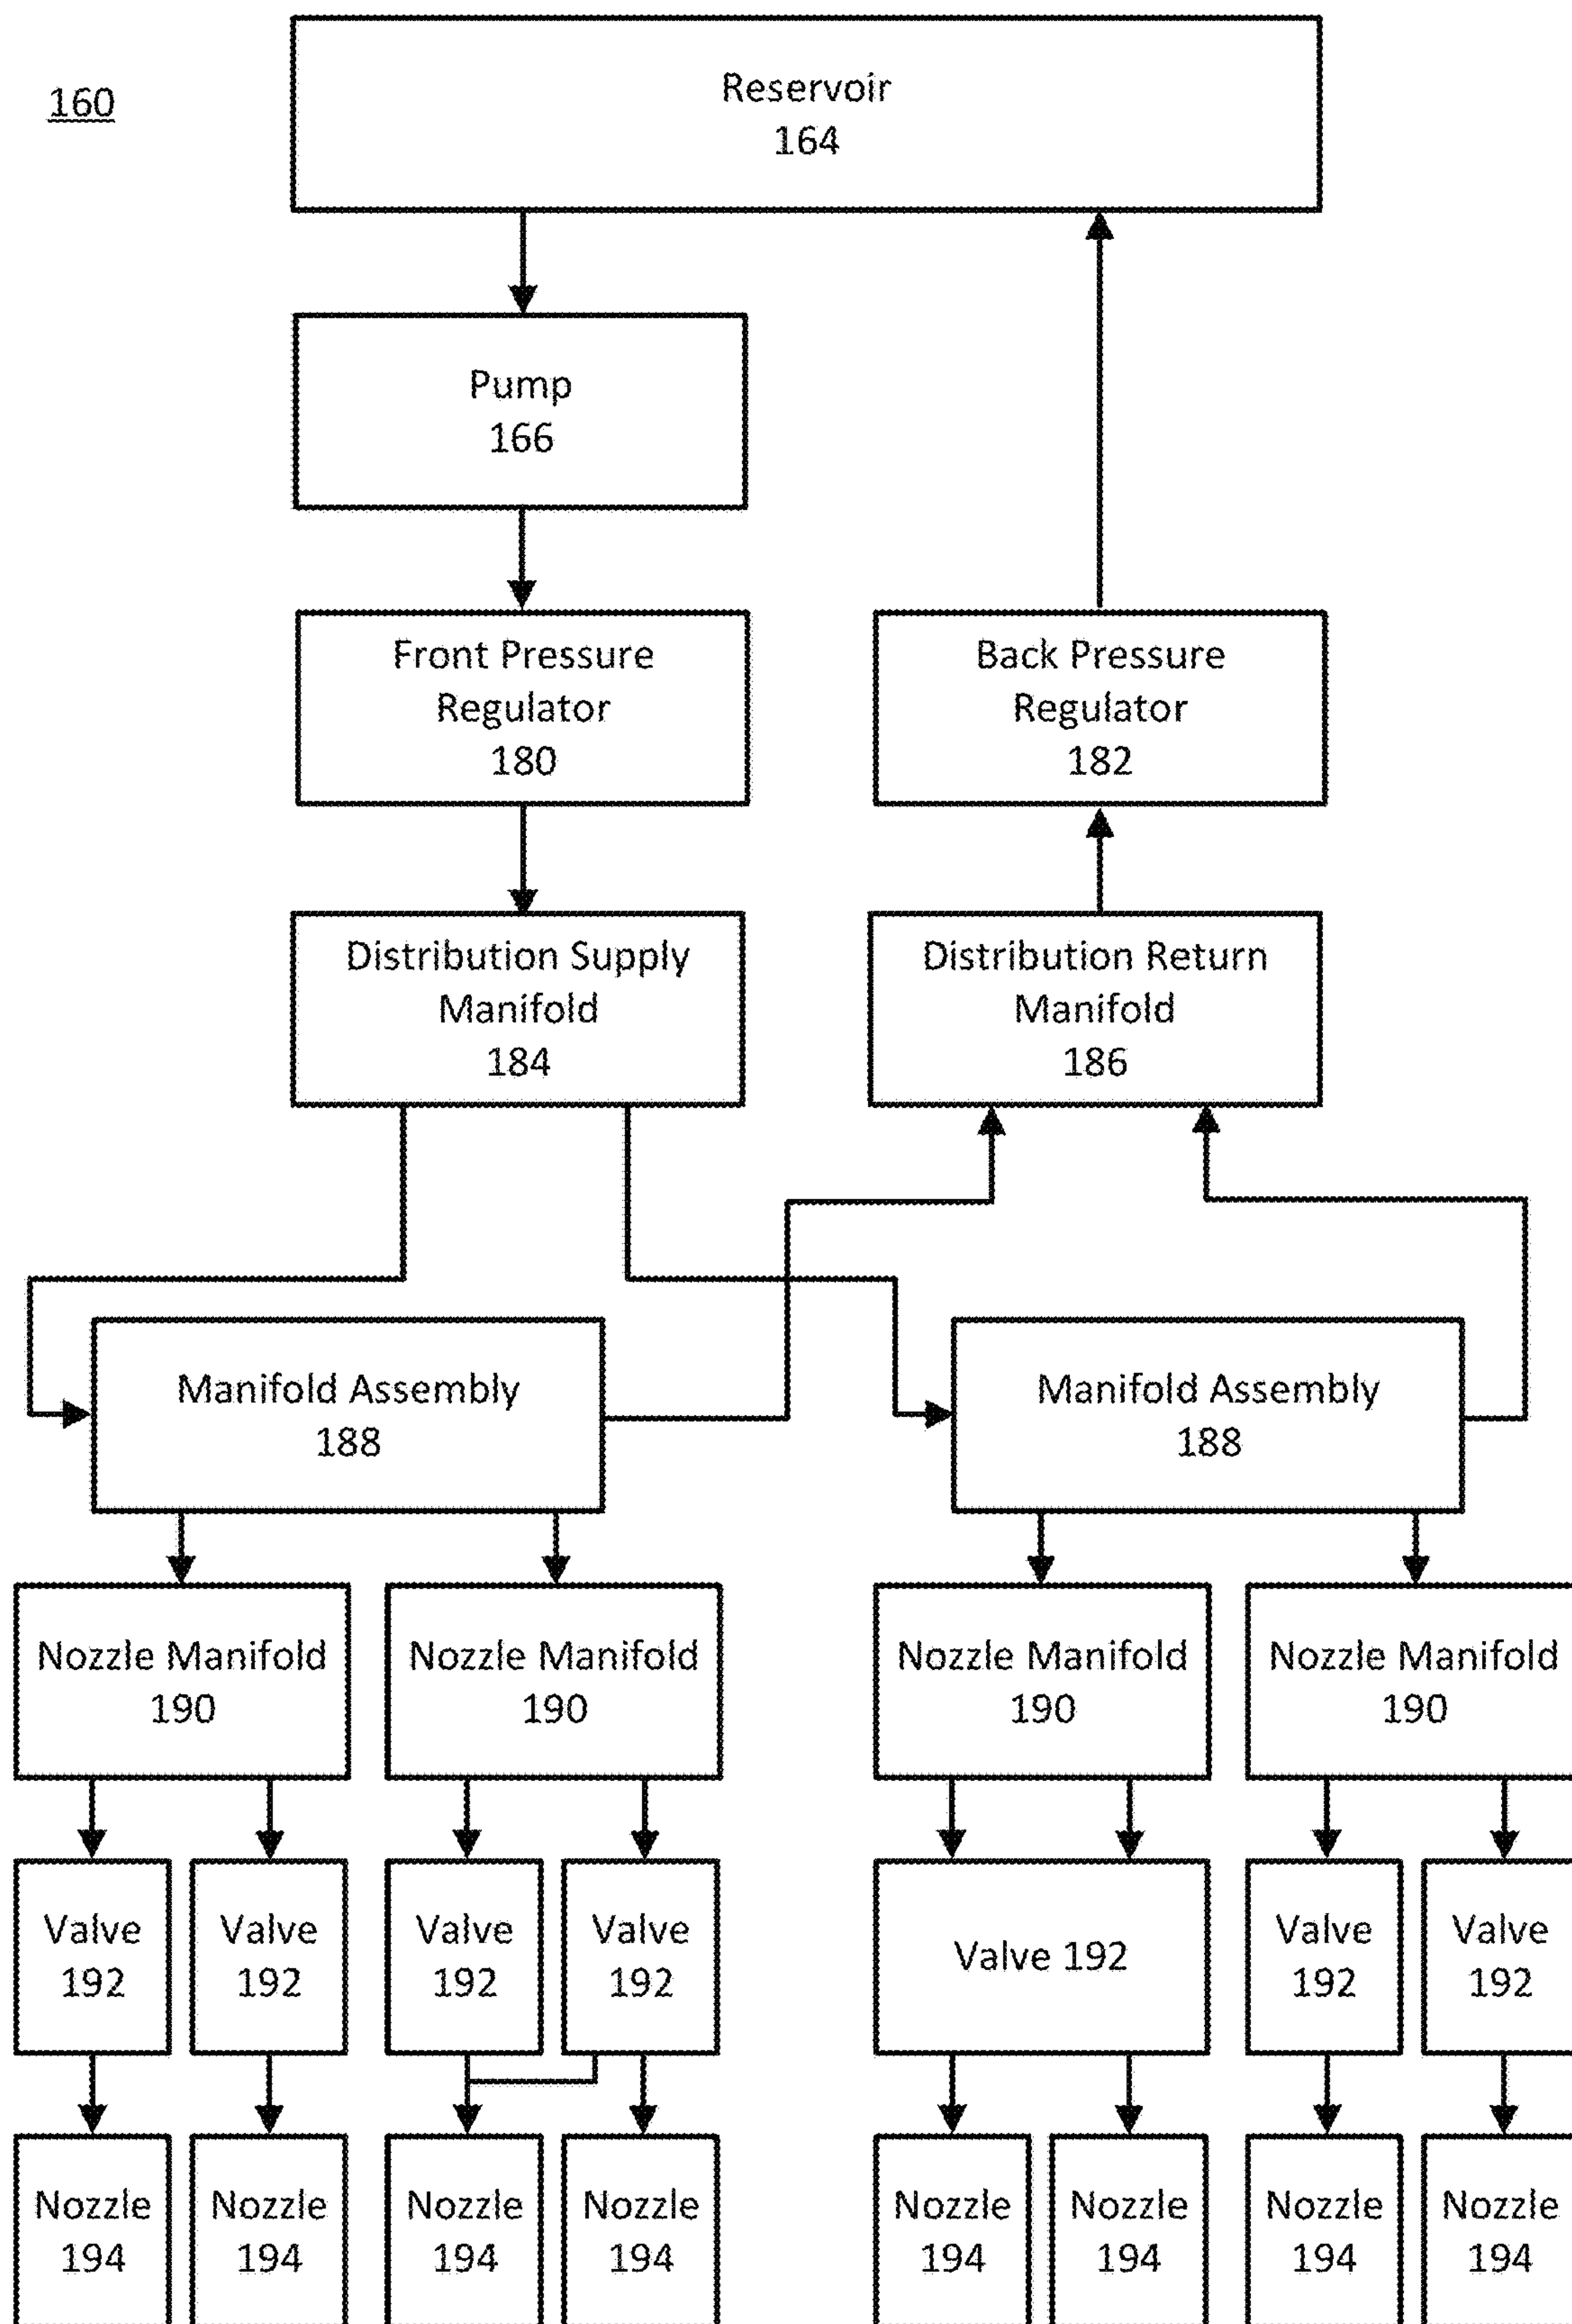 160
Reservoir
164
Pump
166
Front Pressure
Regulator
180
Back Pressure
Regulator
182
Distribution Supply
Manifold
184
Distribution Return
Manifold
186
Manifold Assembly
188
Manifold Assembly
188
Nozzle Manifold
190
Nozzle Manifold
190
Nozzle Manifold
190
Nozzle Manifold
190
Valve
192
Valve
192
Valve
192
Valve
192
Valve 192
Valve
192
Valve
192
Nozzle
194
Nozzle
194
Nozzle
194
Nozzle
194
Nozzle
194
Nozzle
194
Nozzle
194
Nozzle
194